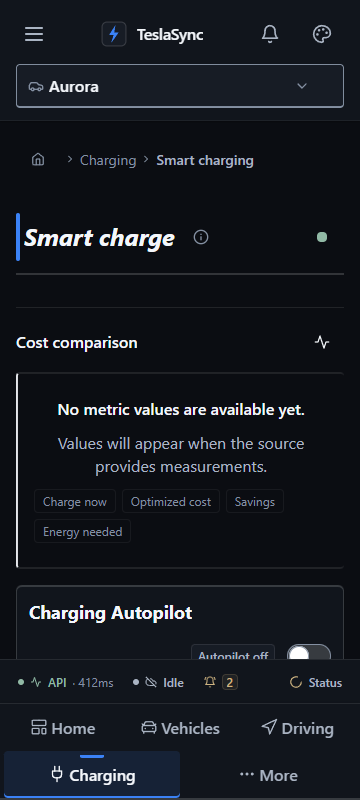 TeslaSync
Aurora
Charging > Smart charging
Smart charge
Cost comparison
No metric values are available yet.
Values will appear when the source
provides measurements.
Charge now Optimized cost Savings
Energy needed
Charging Autopilot
Autopilot off
API · 412ms Idle 2 Status
Home Vehicles Driving
Charging More